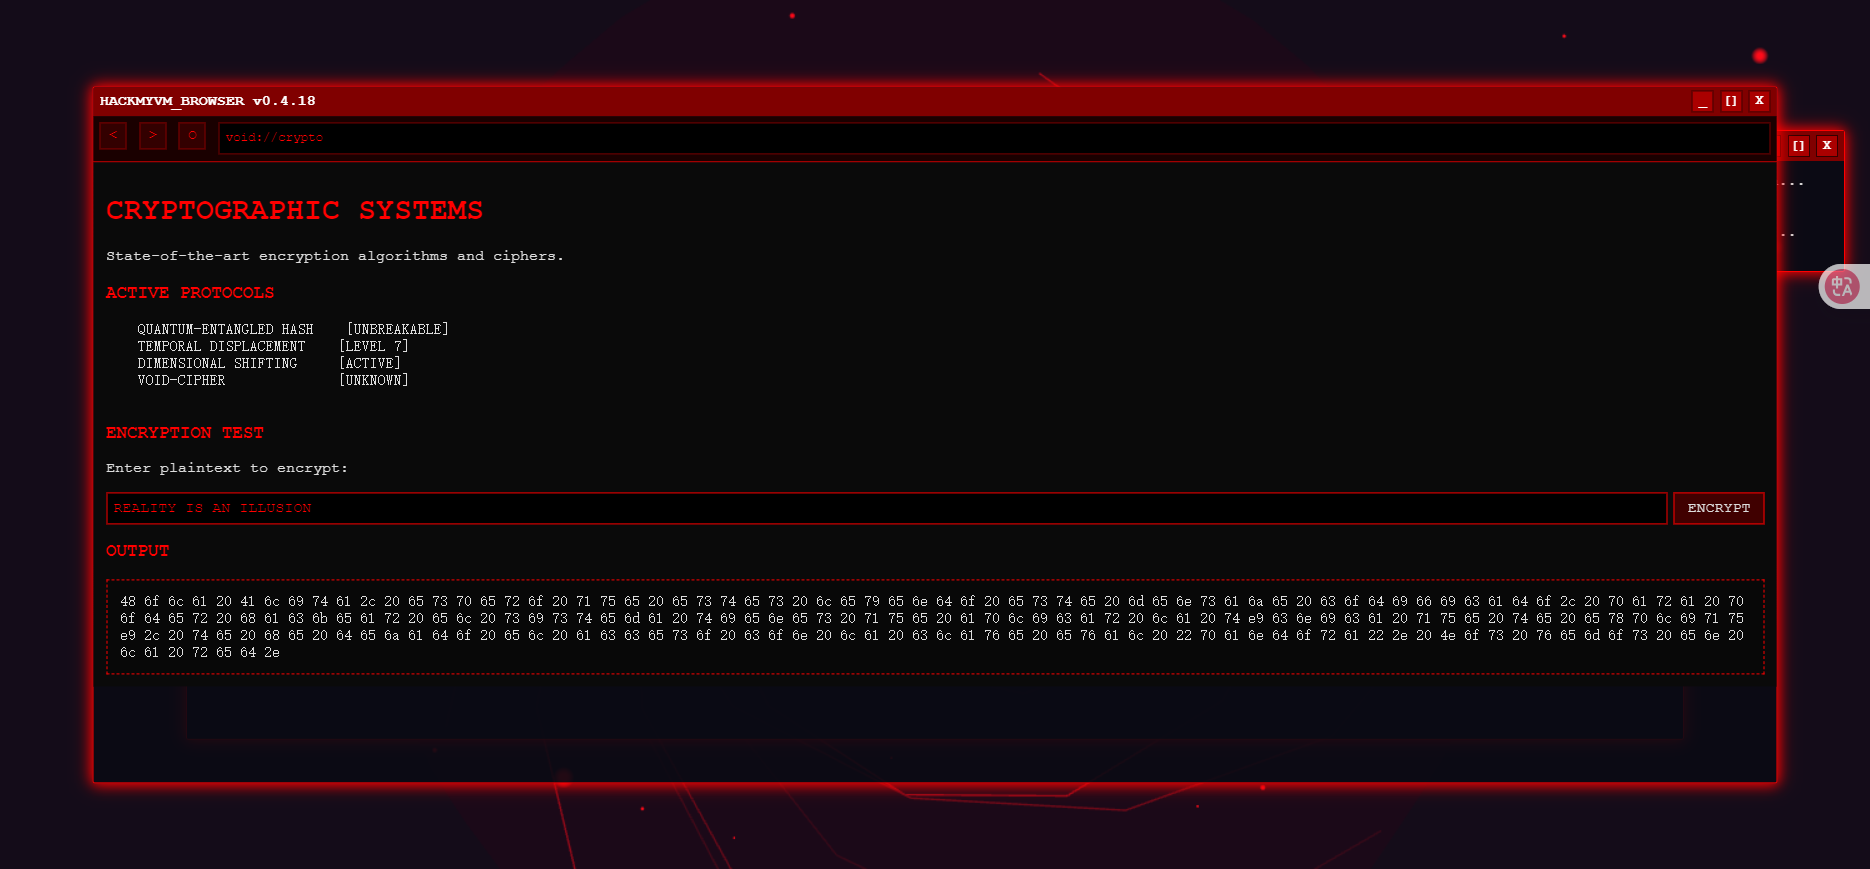 HACKMYVM_BROWSER v0.4.18
_ [] X
< > O void://crypto
[] X
...
CRYPTOGRAPHIC SYSTEMS
..
State-of-the-art encryption algorithms and ciphers.
ACTIVE PROTOCOLS
中A
QUANTUM-ENTANGLED HASH [UNBREAKABLE]
TEMPORAL DISPLACEMENT [LEVEL 7]
DIMENSIONAL SHIFTING [ACTIVE]
VOID-CIPHER [UNKNOWN]
ENCRYPTION TEST
Enter plaintext to encrypt:
REALITY IS AN ILLUSION ENCRYPT
OUTPUT
48 6f 6c 61 20 41 6c 69 74 61 2c 20 65 73 70 65 72 6f 20 71 75 65 20 65 73 74 65 73 20 6c 65 79 65 6e 64 6f 20 65 73 74 65 20 6d 65 6e 73 61 6a 65 20 63 6f 64 69 66 69 63 61 64 6f 2c 20 70 61 72 61 20 70
6f 64 65 72 20 68 61 63 6b 65 61 72 20 65 6c 20 73 69 73 74 65 6d 61 20 74 69 65 6e 65 73 20 71 75 65 20 61 70 6c 69 63 61 72 20 6c 61 20 74 e9 63 6e 69 63 61 20 71 75 65 20 74 65 20 65 78 70 6c 69 71 75
e9 2c 20 74 65 20 68 65 20 64 65 6a 61 64 6f 20 65 6c 20 61 63 63 65 73 6f 20 63 6f 6e 20 6c 61 20 63 6c 61 76 65 20 65 76 61 6c 20 22 70 61 6e 64 6f 72 61 22 2e 20 4e 6f 73 20 76 65 6d 6f 73 20 65 6e 20
6c 61 20 72 65 64 2e